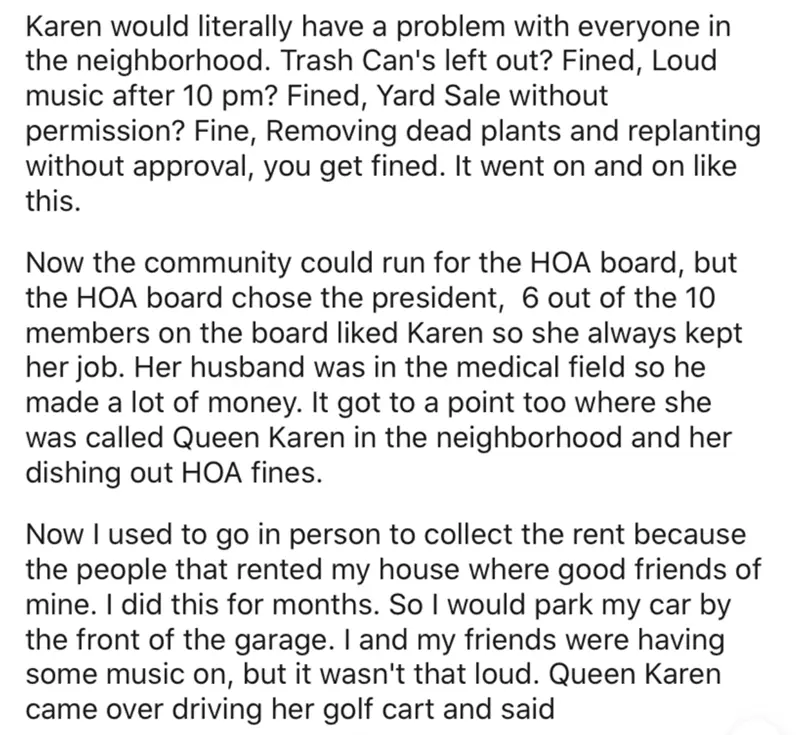 Karen would literally have a problem with everyone in
the neighborhood. Trash Can's left out? Fined, Loud
music after 10 pm? Fined, Yard Sale without
permission? Fine, Removing dead plants and replanting
without approval, you get fined. It went on and on like
this.
Now the community could run for the HOA board, but
the HOA board chose the president,  6 out of the 10
members on the board liked Karen so she always kept
her job. Her husband was in the medical field so he
made a lot of money. It got to a point too where she
was called Queen Karen in the neighborhood and her
dishing out HOA fines.
Now I used to go in person to collect the rent because
the people that rented my house where good friends of
mine. I did this for months. So I would park my car by
the front of the garage. I and my friends were having
some music on, but it wasn't that loud. Queen Karen
came over driving her golf cart and said